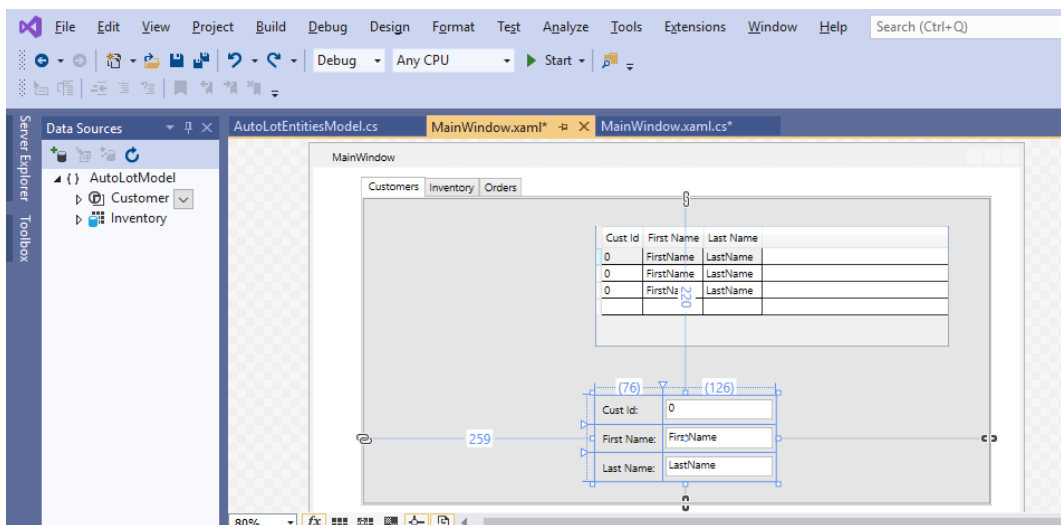 File Edit View Project Build Debug Design Format Test Analyze Tools Extensions Window Help Search (Ctrl+Q)
Debug Any CPU Start
Server Explorer
Toolbox
Data Sources
AutoLotModel
Customer
Inventory
AutoLotEntitiesModel.cs MainWindow.xaml* MainWindow.xaml.cs*
MainWindow
Customers Inventory Orders
Cust Id First Name Last Name
0 FirstName LastName
0 FirstName LastName
0 FirstNa LastName
220
(76) (126)
Cust Id: 0
259 First Name: FirstName
Last Name: LastName
80% fx